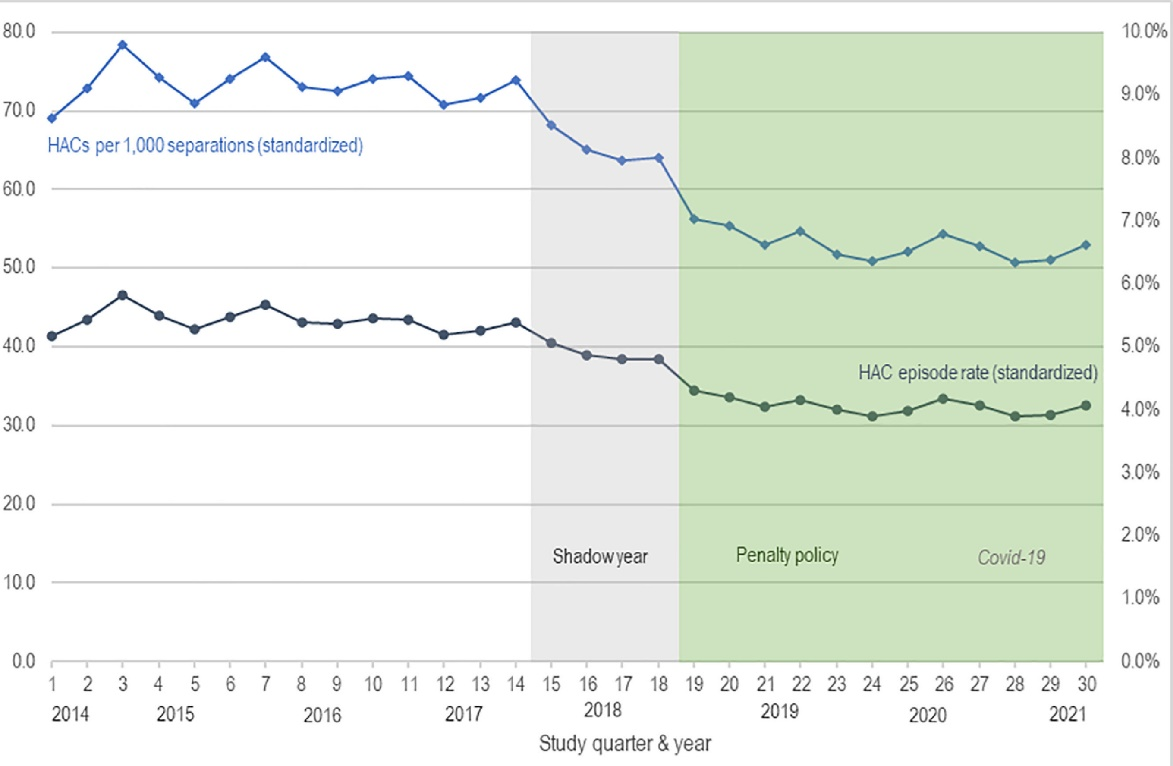 80.0
70.0
60.0
50.0
40.0
30.0
20.0
10.0
0.0
10.0%
9.0%
8.0%
7.0%
6.0%
5.0%
4.0%
3.0%
2.0%
1.0%
0.0%
HACs per 1,000 separations (standardized)
HAC episode rate (standardized)
Shadow year
Penalty policy
Covid-19
1 2 3 4 5 6 7 8 9 10 11 12 13 14 15 16 17 18 19 20 21 22 23 24 25 26 27 28 29 30
2014 2015 2016 2017 2018 2019 2020 2021
Study quarter & year